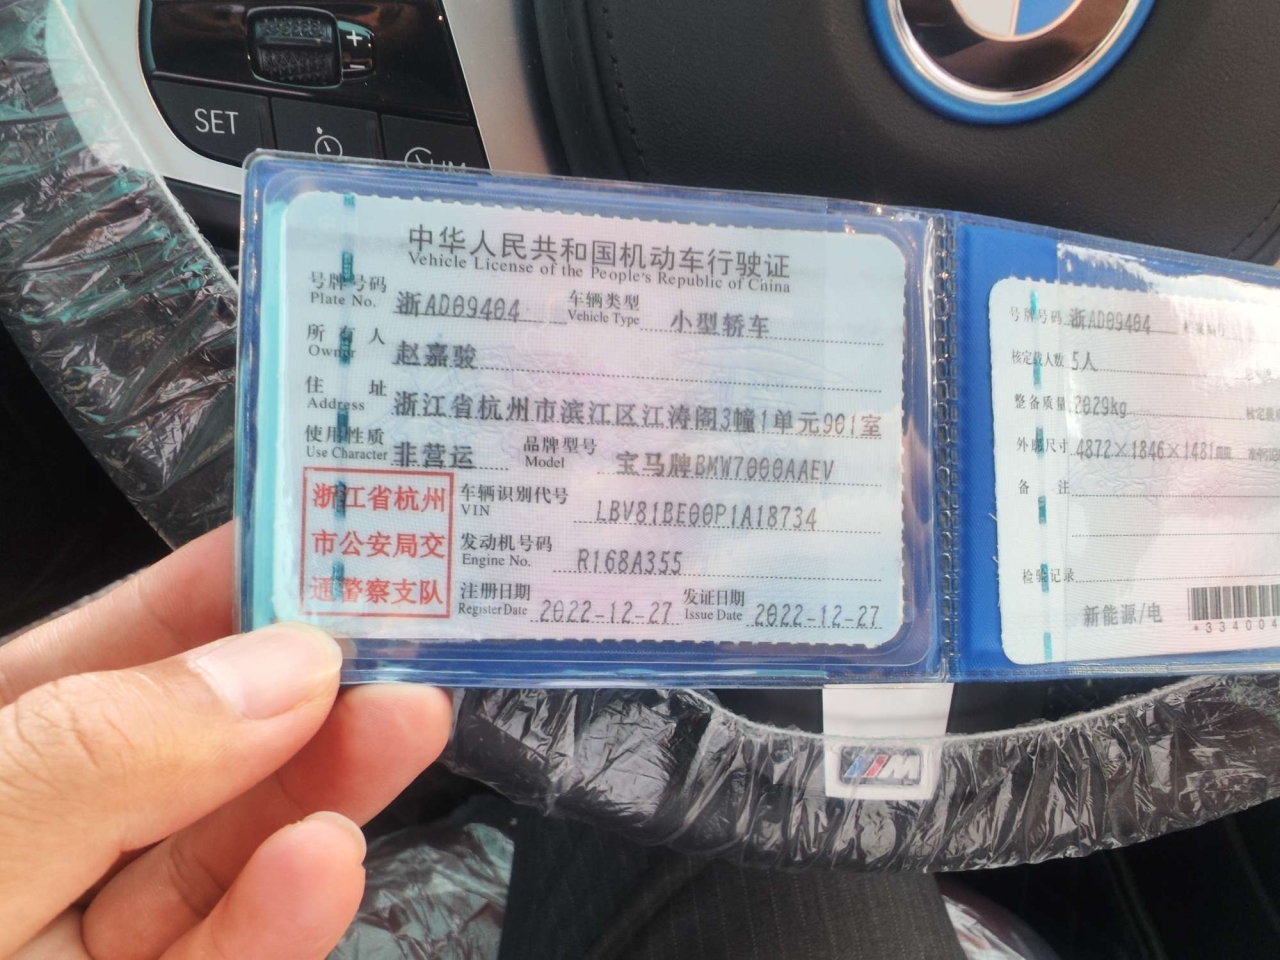 +
-
SET
中华人民共和国机动车行驶证
Vehicle License of the People's Republic of China
号牌号码 浙AD09404 车辆类型 小型轿车
Plate No. Vehicle Type
所有人 赵嘉骏
Owner
住址 浙江省杭州市滨江区江涛阁3幢1单元901室
Address
使用性质 非营运 品牌型号 宝马牌BMW7000AAEV
Use Character Model
浙江省杭州
市公安局交
通警察支队
车辆识别代号 LBV81BE00P1A18734
VIN
发动机号码 R168A355
Engine No.
注册日期 2022-12-27 发证日期 2022-12-27
Register Date Issue Date
号牌号码 浙AD09404
核定载人数 5人
整备质量 2029kg
外廓尺寸 4872×1846×1481mm
备注
检验记录
新能源/电
*334004
M